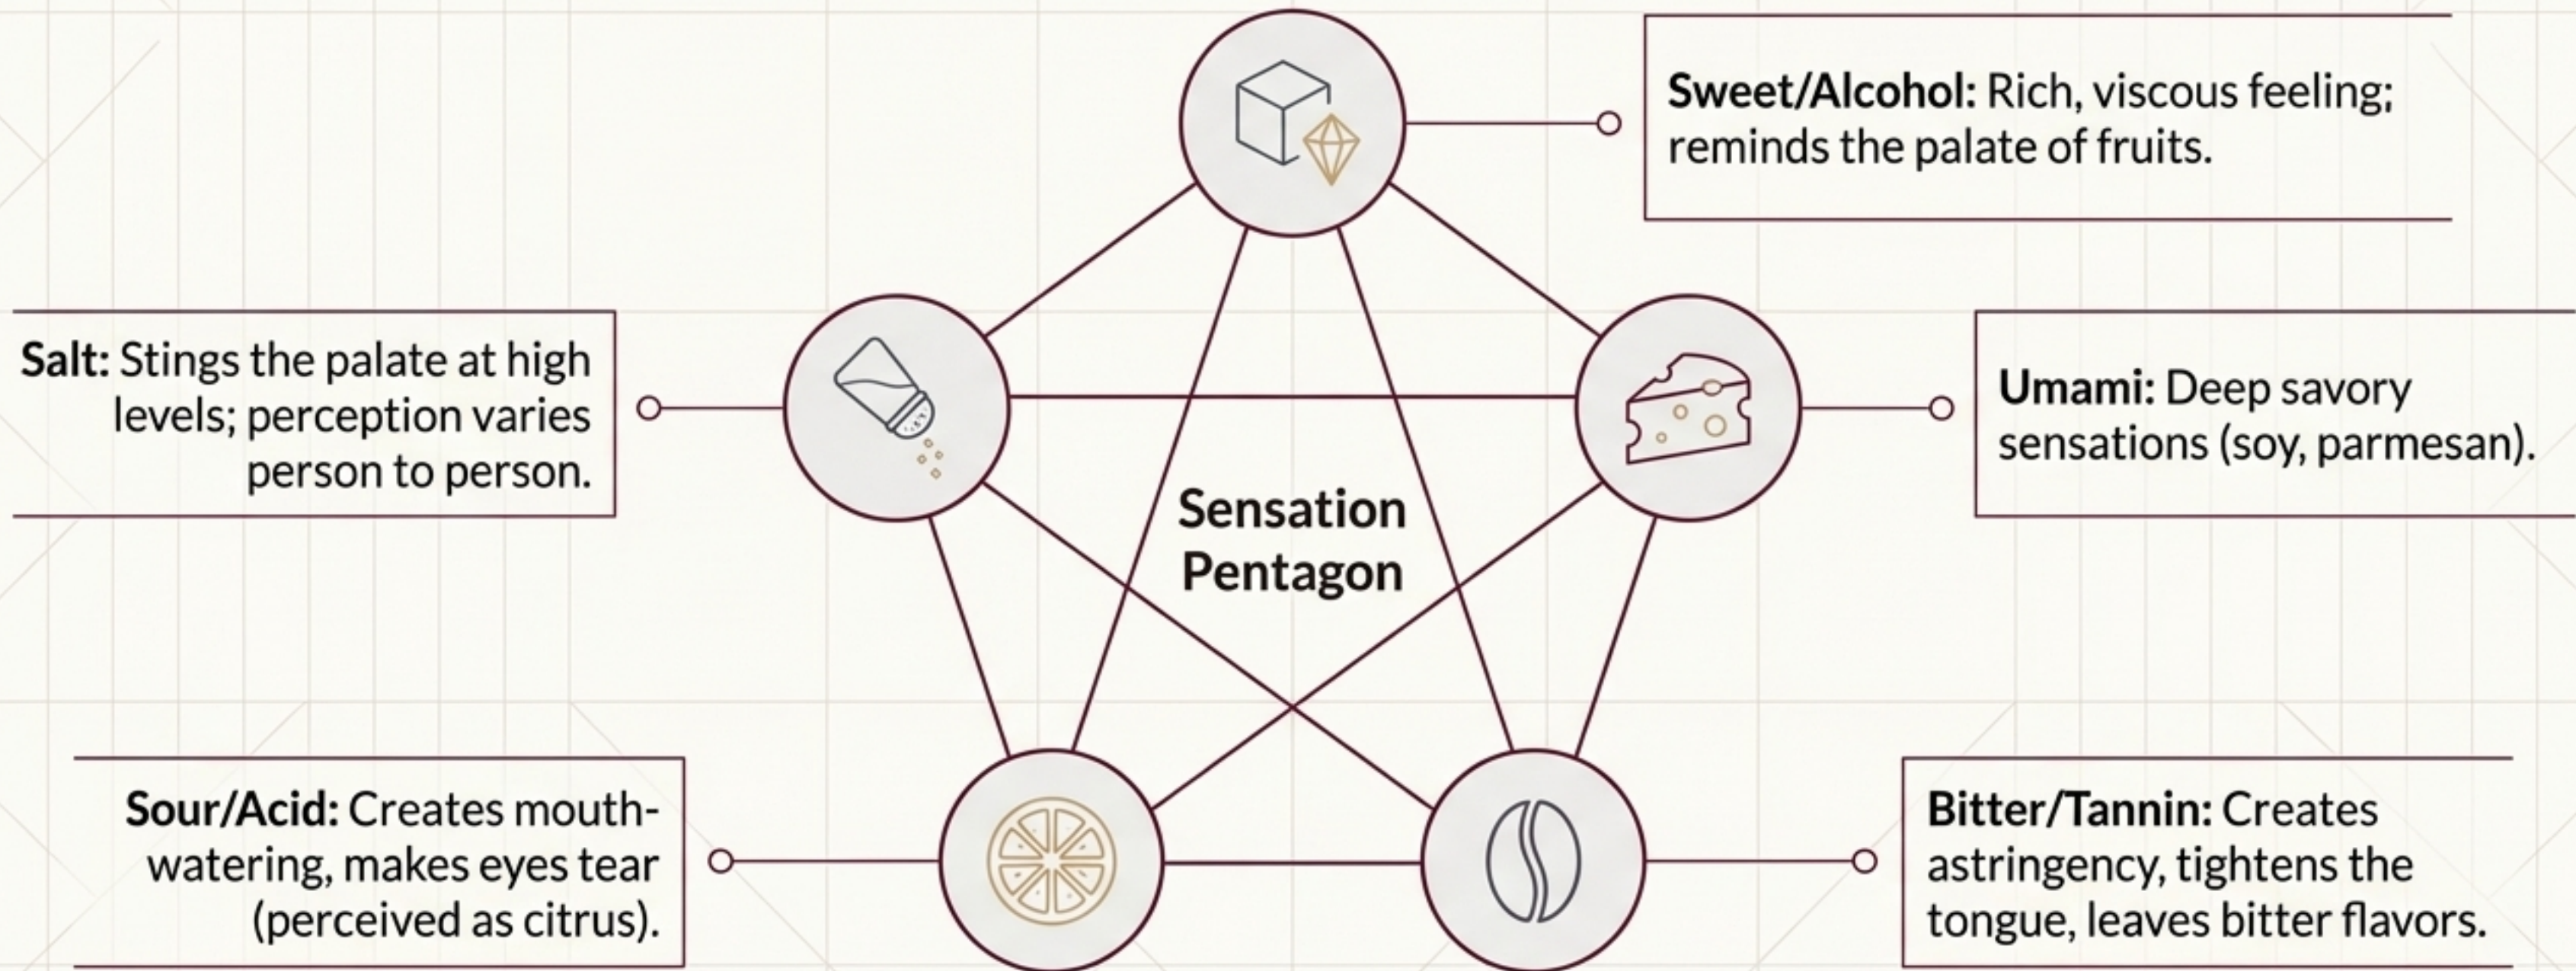 Sweet/Alcohol: Rich, viscous feeling;
reminds the palate of fruits.
Salt: Stings the palate at high
levels; perception varies
person to person.
Umami: Deep savory
sensations (soy, parmesan).
Sensation
Pentagon
Sour/Acid: Creates mouth-
watering, makes eyes tear
(perceived as citrus).
Bitter/Tannin: Creates
astringency, tightens the
tongue, leaves bitter flavors.